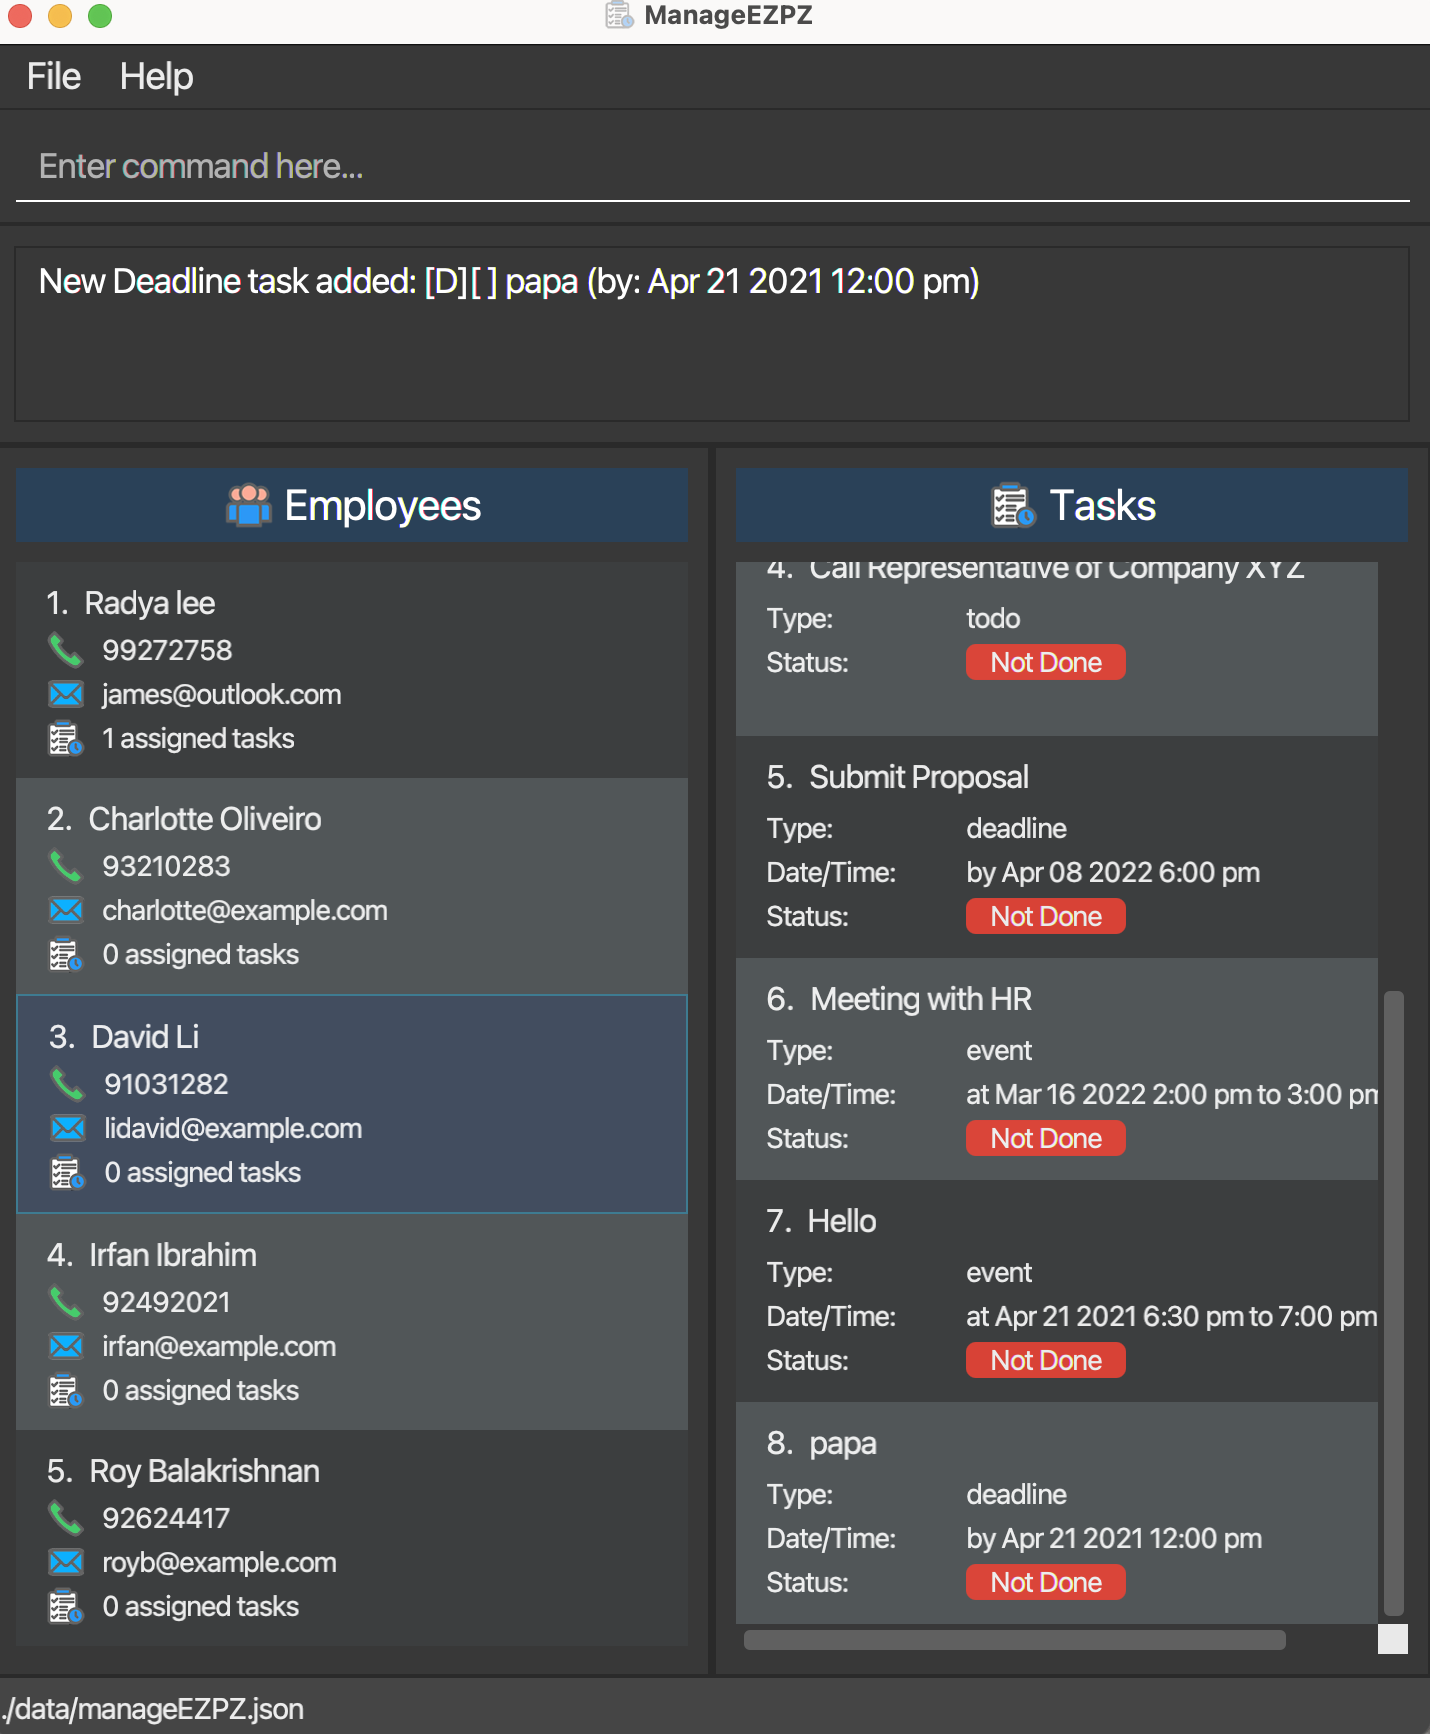 ManageEZPZ
File Help
Enter command here...
New Deadline task added: [D][ ] papa (by: Apr 21 2021 12:00 pm)
Employees
1. Radya lee
99272758
james@outlook.com
1 assigned tasks
2. Charlotte Oliveiro
93210283
charlotte@example.com
0 assigned tasks
3. David Li
91031282
lidavid@example.com
0 assigned tasks
4. Irfan Ibrahim
92492021
irfan@example.com
0 assigned tasks
5. Roy Balakrishnan
92624417
royb@example.com
0 assigned tasks
Tasks
4. Call Representative of Company XYZ
Type: todo
Status: Not Done
5. Submit Proposal
Type: deadline
Date/Time: by Apr 08 2022 6:00 pm
Status: Not Done
6. Meeting with HR
Type: event
Date/Time: at Mar 16 2022 2:00 pm to 3:00 pm
Status: Not Done
7. Hello
Type: event
Date/Time: at Apr 21 2021 6:30 pm to 7:00 pm
Status: Not Done
8. papa
Type: deadline
Date/Time: by Apr 21 2021 12:00 pm
Status: Not Done
./data/manageEZPZ.json